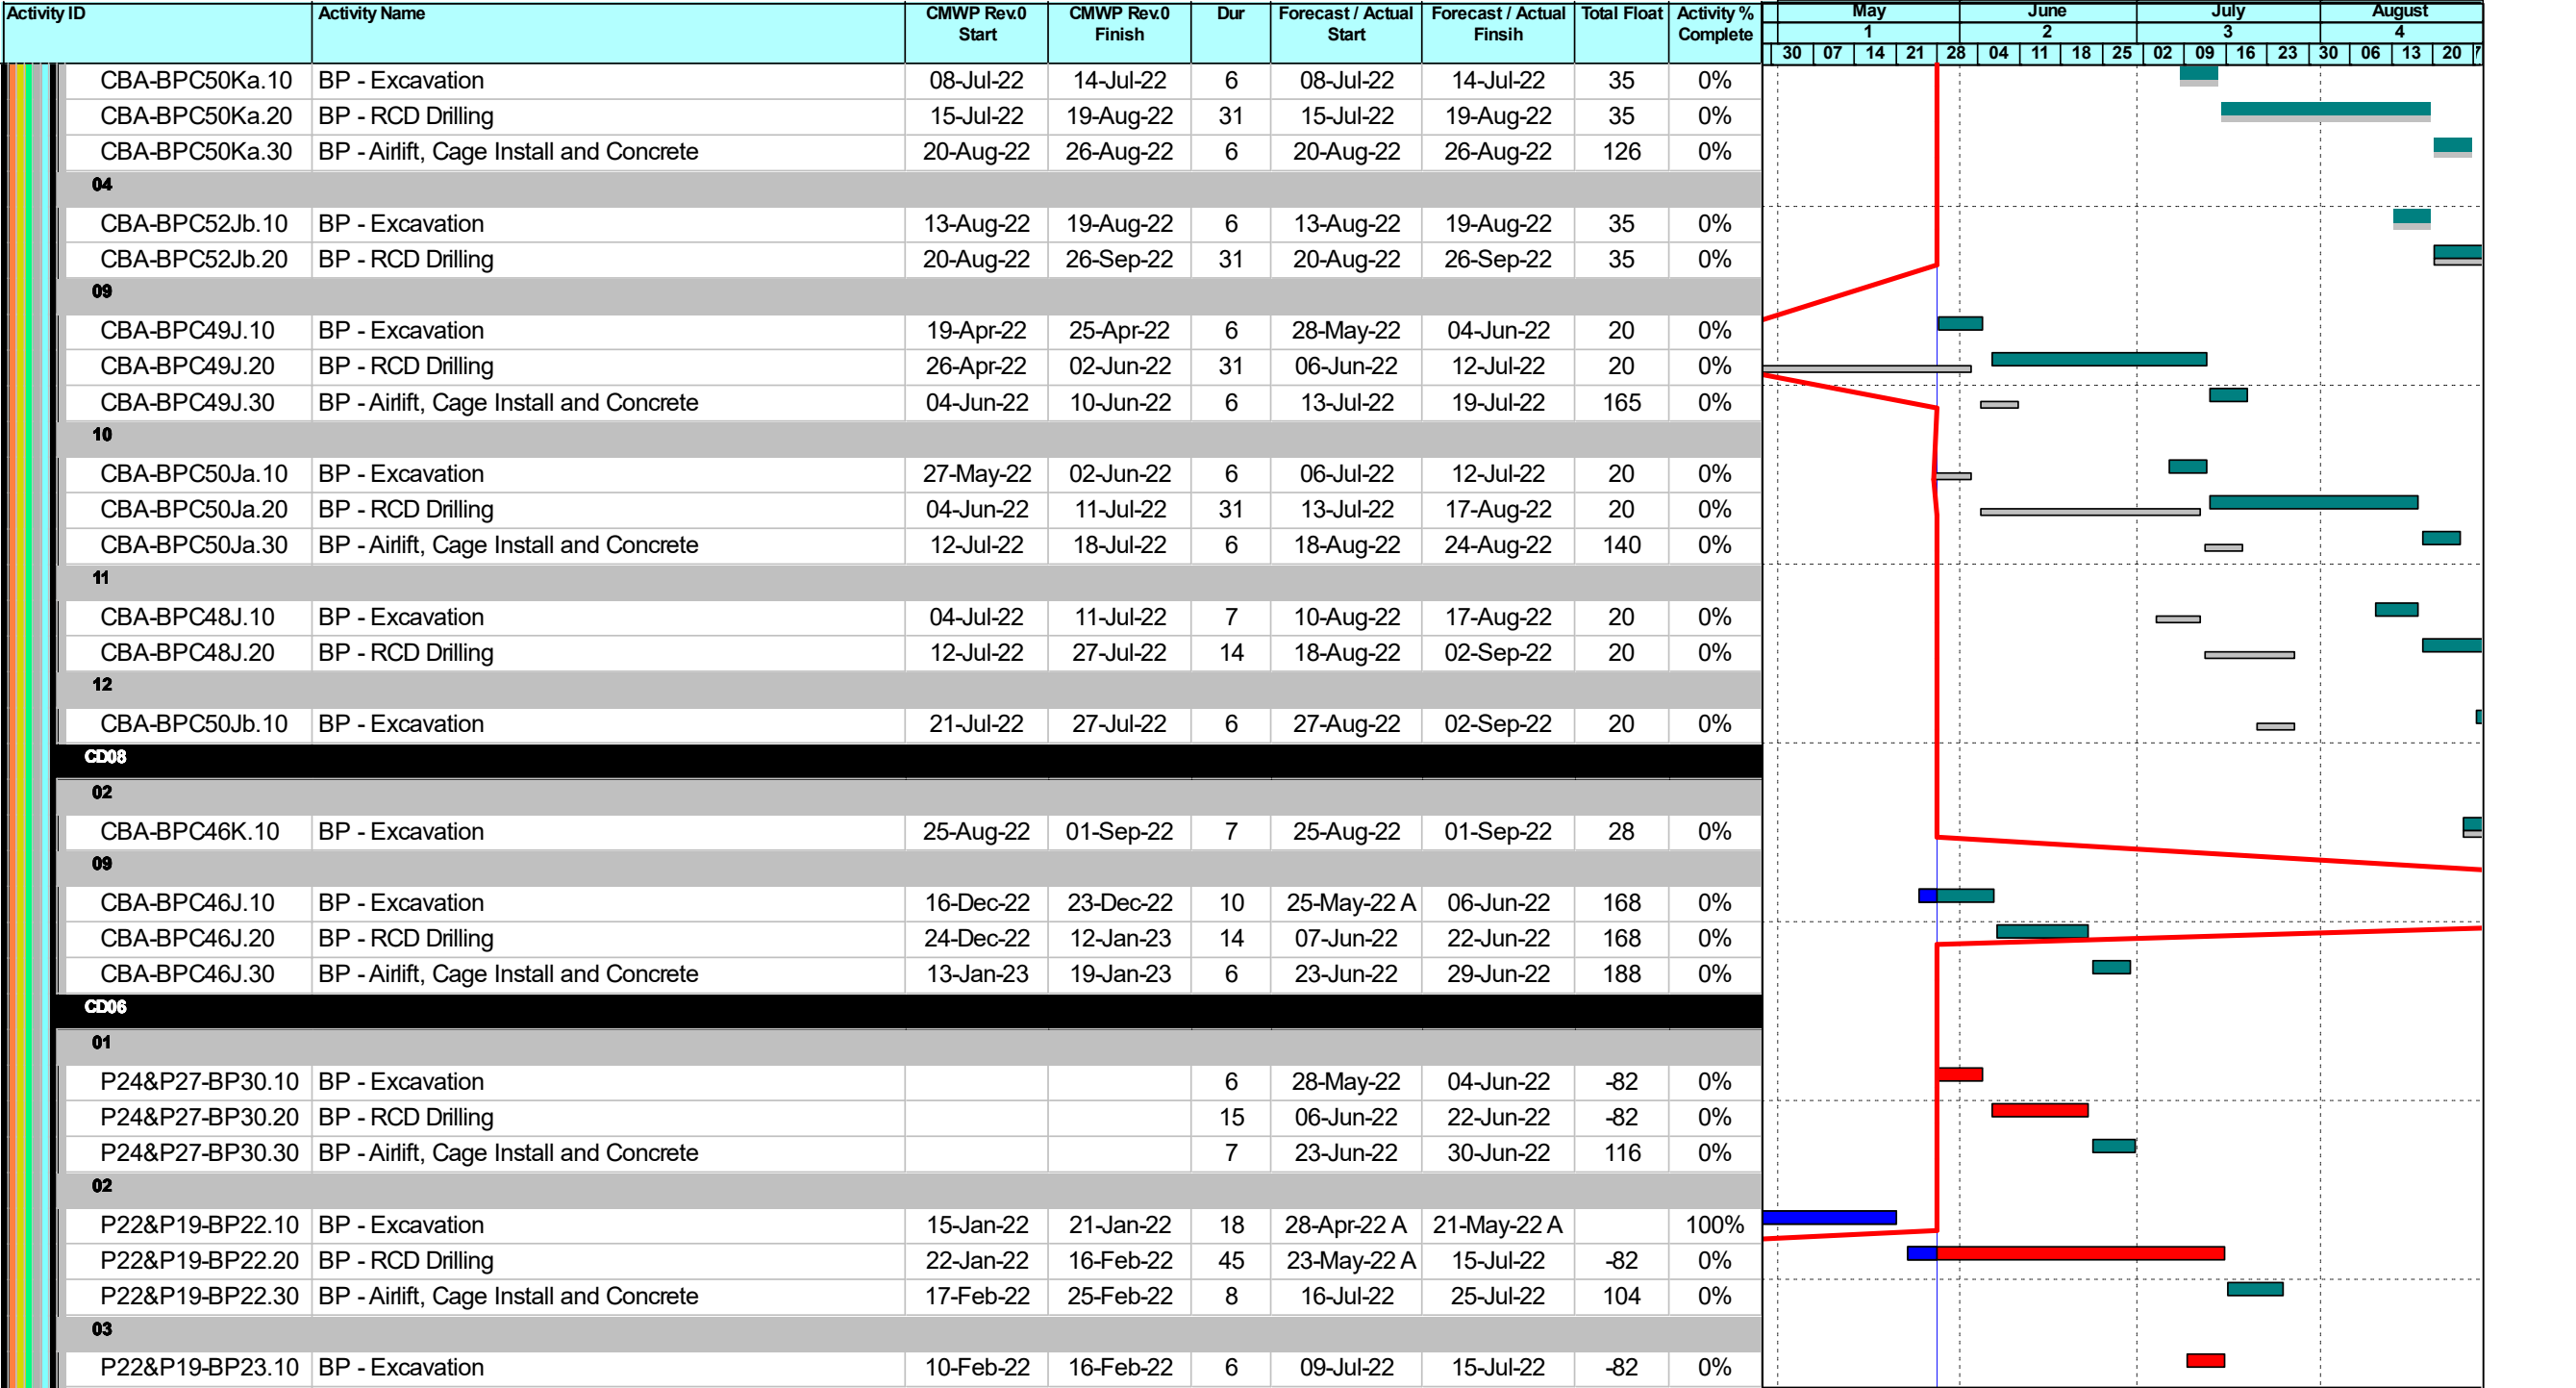 Activity ID Activity Name CMWP Rev.0 Start CMWP Rev.0 Finish Dur Forecast / Actual Start Forecast / Actual Finsih Total Float Activity % Complete May June July August
1 2 3 4
30 07 14 21 28 04 11 18 25 02 09 16 23 30 06 13 20
CBA-BPC50Ka.10 BP - Excavation 08-Jul-22 14-Jul-22 6 08-Jul-22 14-Jul-22 35 0%
CBA-BPC50Ka.20 BP - RCD Drilling 15-Jul-22 19-Aug-22 31 15-Jul-22 19-Aug-22 35 0%
CBA-BPC50Ka.30 BP - Airlift, Cage Install and Concrete 20-Aug-22 26-Aug-22 6 20-Aug-22 26-Aug-22 126 0%
04
CBA-BPC52Jb.10 BP - Excavation 13-Aug-22 19-Aug-22 6 13-Aug-22 19-Aug-22 35 0%
CBA-BPC52Jb.20 BP - RCD Drilling 20-Aug-22 26-Sep-22 31 20-Aug-22 26-Sep-22 35 0%
09
CBA-BPC49J.10 BP - Excavation 19-Apr-22 25-Apr-22 6 28-May-22 04-Jun-22 20 0%
CBA-BPC49J.20 BP - RCD Drilling 26-Apr-22 02-Jun-22 31 06-Jun-22 12-Jul-22 20 0%
CBA-BPC49J.30 BP - Airlift, Cage Install and Concrete 04-Jun-22 10-Jun-22 6 13-Jul-22 19-Jul-22 165 0%
10
CBA-BPC50Ja.10 BP - Excavation 27-May-22 02-Jun-22 6 06-Jul-22 12-Jul-22 20 0%
CBA-BPC50Ja.20 BP - RCD Drilling 04-Jun-22 11-Jul-22 31 13-Jul-22 17-Aug-22 20 0%
CBA-BPC50Ja.30 BP - Airlift, Cage Install and Concrete 12-Jul-22 18-Jul-22 6 18-Aug-22 24-Aug-22 140 0%
11
CBA-BPC48J.10 BP - Excavation 04-Jul-22 11-Jul-22 7 10-Aug-22 17-Aug-22 20 0%
CBA-BPC48J.20 BP - RCD Drilling 12-Jul-22 27-Jul-22 14 18-Aug-22 02-Sep-22 20 0%
12
CBA-BPC50Jb.10 BP - Excavation 21-Jul-22 27-Jul-22 6 27-Aug-22 02-Sep-22 20 0%
CD08
02
CBA-BPC46K.10 BP - Excavation 25-Aug-22 01-Sep-22 7 25-Aug-22 01-Sep-22 28 0%
09
CBA-BPC46J.10 BP - Excavation 16-Dec-22 23-Dec-22 10 25-May-22 A 06-Jun-22 168 0%
CBA-BPC46J.20 BP - RCD Drilling 24-Dec-22 12-Jan-23 14 07-Jun-22 22-Jun-22 168 0%
CBA-BPC46J.30 BP - Airlift, Cage Install and Concrete 13-Jan-23 19-Jan-23 6 23-Jun-22 29-Jun-22 188 0%
CD06
01
P24&P27-BP30.10 BP - Excavation 6 28-May-22 04-Jun-22 -82 0%
P24&P27-BP30.20 BP - RCD Drilling 15 06-Jun-22 22-Jun-22 -82 0%
P24&P27-BP30.30 BP - Airlift, Cage Install and Concrete 7 23-Jun-22 30-Jun-22 116 0%
02
P22&P19-BP22.10 BP - Excavation 15-Jan-22 21-Jan-22 18 28-Apr-22 A 21-May-22 A 100%
P22&P19-BP22.20 BP - RCD Drilling 22-Jan-22 16-Feb-22 45 23-May-22 A 15-Jul-22 -82 0%
P22&P19-BP22.30 BP - Airlift, Cage Install and Concrete 17-Feb-22 25-Feb-22 8 16-Jul-22 25-Jul-22 104 0%
03
P22&P19-BP23.10 BP - Excavation 10-Feb-22 16-Feb-22 6 09-Jul-22 15-Jul-22 -82 0%